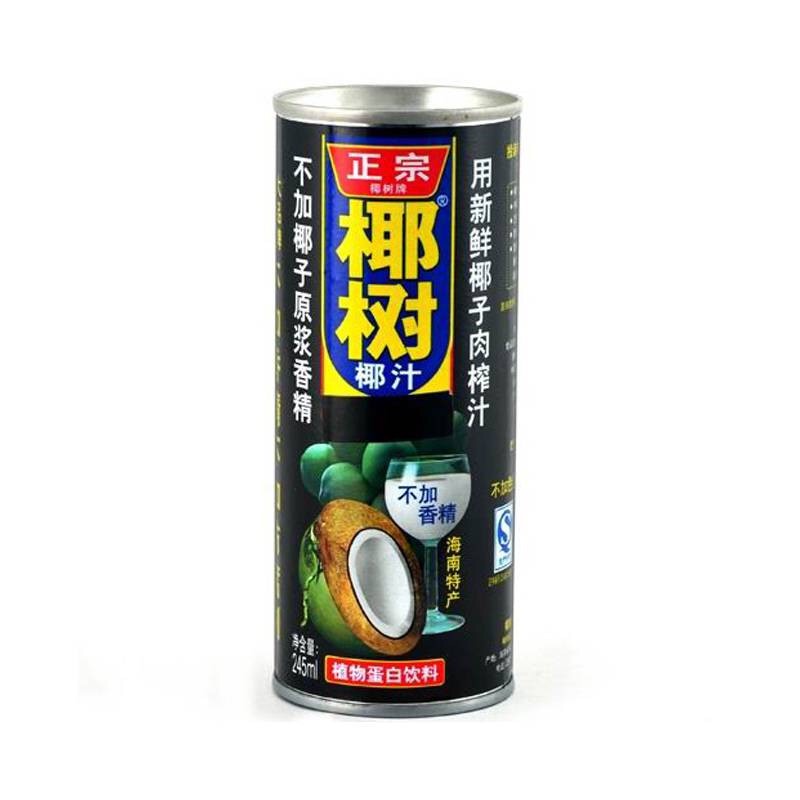 正宗
椰树牌
椰树
®
椰汁
不加椰子原浆香精
用新鲜椰子肉榨汁
不加
香精
海南特产
净含量:
245ml
植物蛋白饮料
不加